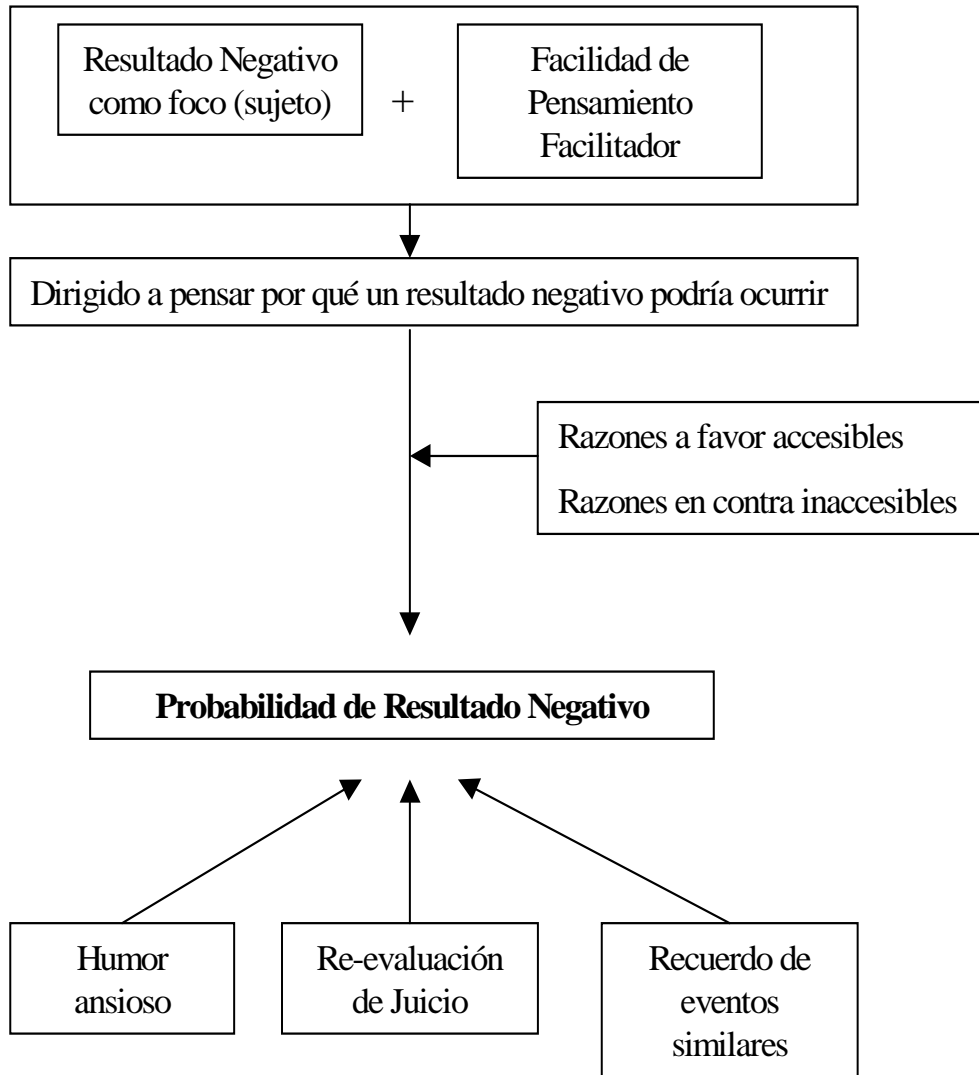 Resultado Negativo
como foco (sujeto)
+
Facilidad de
Pensamiento
Facilitador
Dirigido a pensar por qué un resultado negativo podría ocurrir
Razones a favor accesibles
Razones en contra inaccesibles
Probabilidad de Resultado Negativo
Humor
ansioso
Re-evaluación
de Juicio
Recuerdo de
eventos
similares